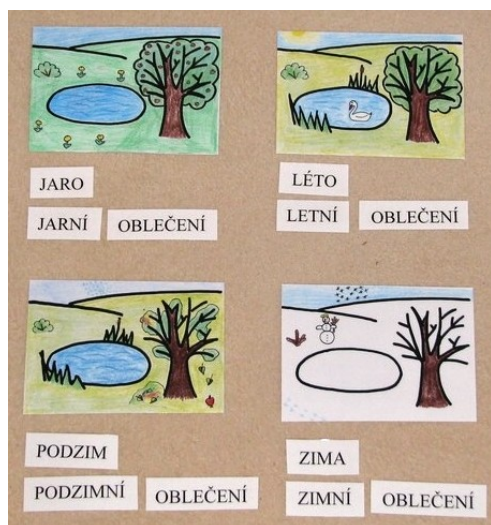 JARO
JARNÍ OBLEČENÍ
LÉTO
LETNÍ OBLEČENÍ
PODZIM
PODZIMNÍ OBLEČENÍ
ZIMA
ZIMNÍ OBLEČENÍ